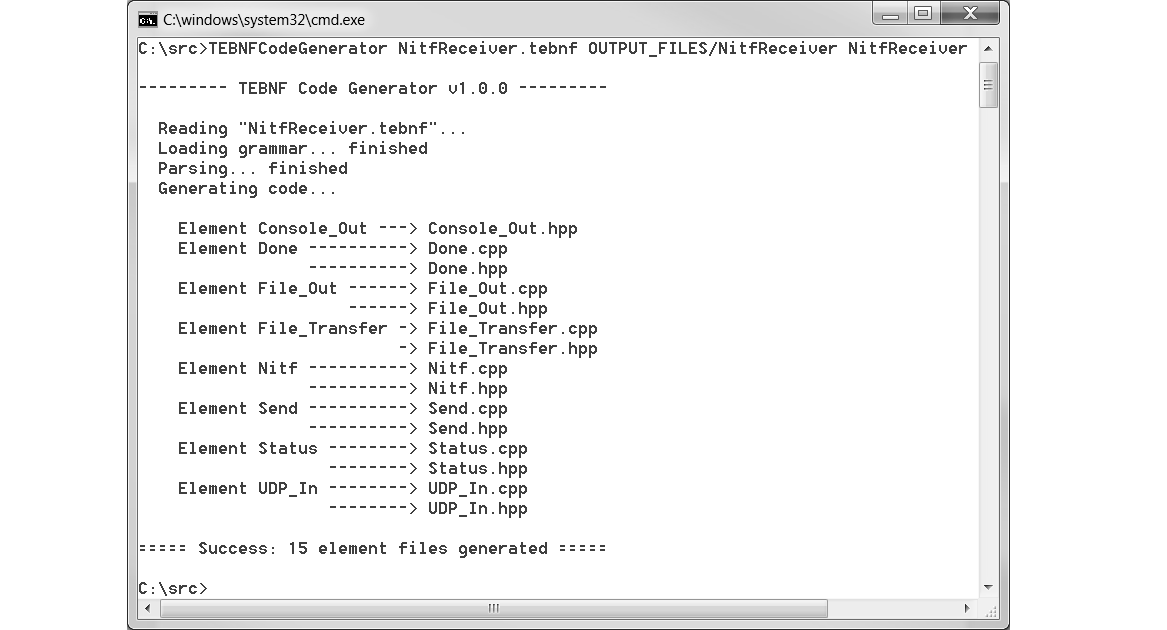 C:\windows\system32\cmd.exe
C:\src>TEBNFCodeGenerator NitfReceiver.tebnf OUTPUT_FILES/NitfReceiver NitfReceiver
--------- TEBNF Code Generator v1.0.0 ---------
Reading "NitfReceiver.tebnf"...
Loading grammar... finished
Parsing... finished
Generating code...
Element Console_Out ---> Console_Out.hpp
Element Done ----------> Done.cpp
----------> Done.hpp
Element File_Out ------> File_Out.cpp
------> File_Out.hpp
Element File_Transfer -> File_Transfer.cpp
-> File_Transfer.hpp
Element Nitf ----------> Nitf.cpp
----------> Nitf.hpp
Element Send ----------> Send.cpp
----------> Send.hpp
Element Status --------> Status.cpp
--------> Status.hpp
Element UDP_In --------> UDP_In.cpp
--------> UDP_In.hpp
===== Success: 15 element files generated =====
C:\src>